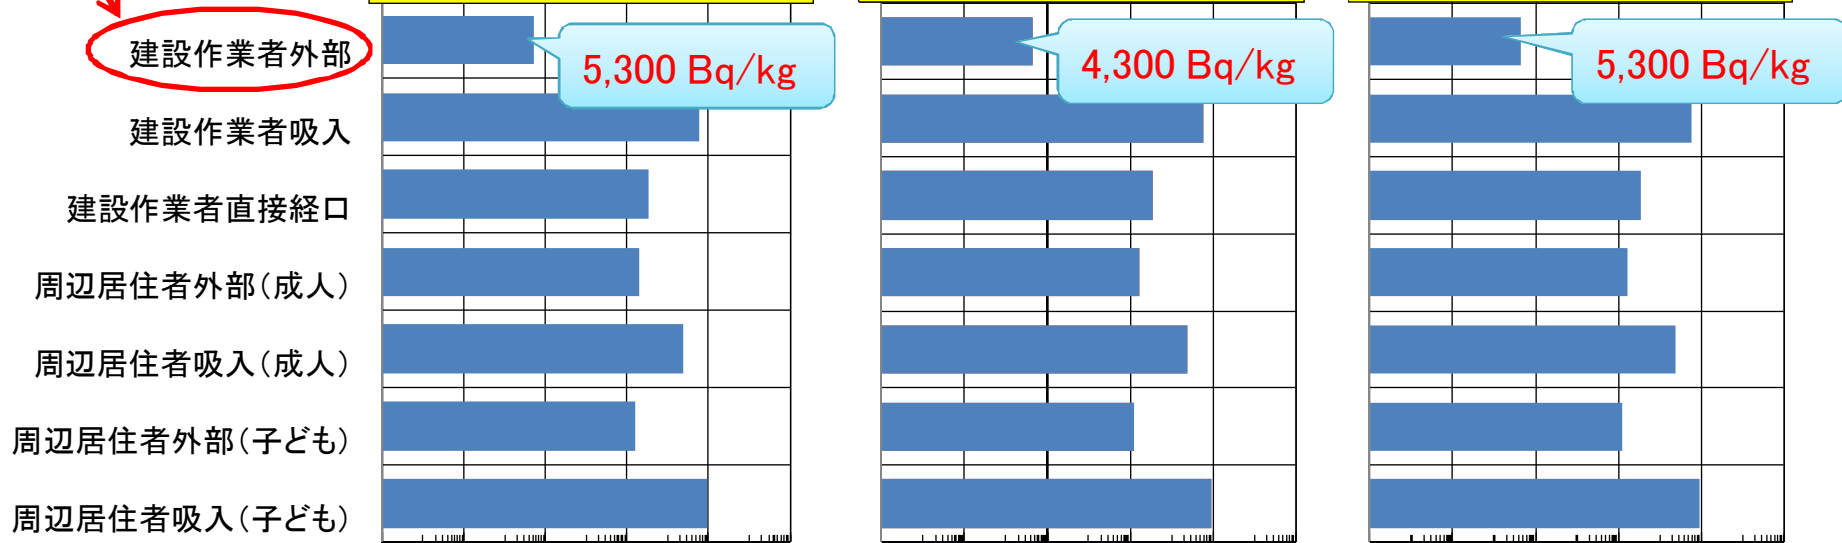 建設作業者外部
5,300 Bq/kg
4,300 Bq/kg
5,300 Bq/kg
建設作業者吸入
建設作業者直接経口
周辺居住者外部(成人)
周辺居住者吸入(成人)
周辺居住者外部(子ども)
周辺居住者吸入(子ども)